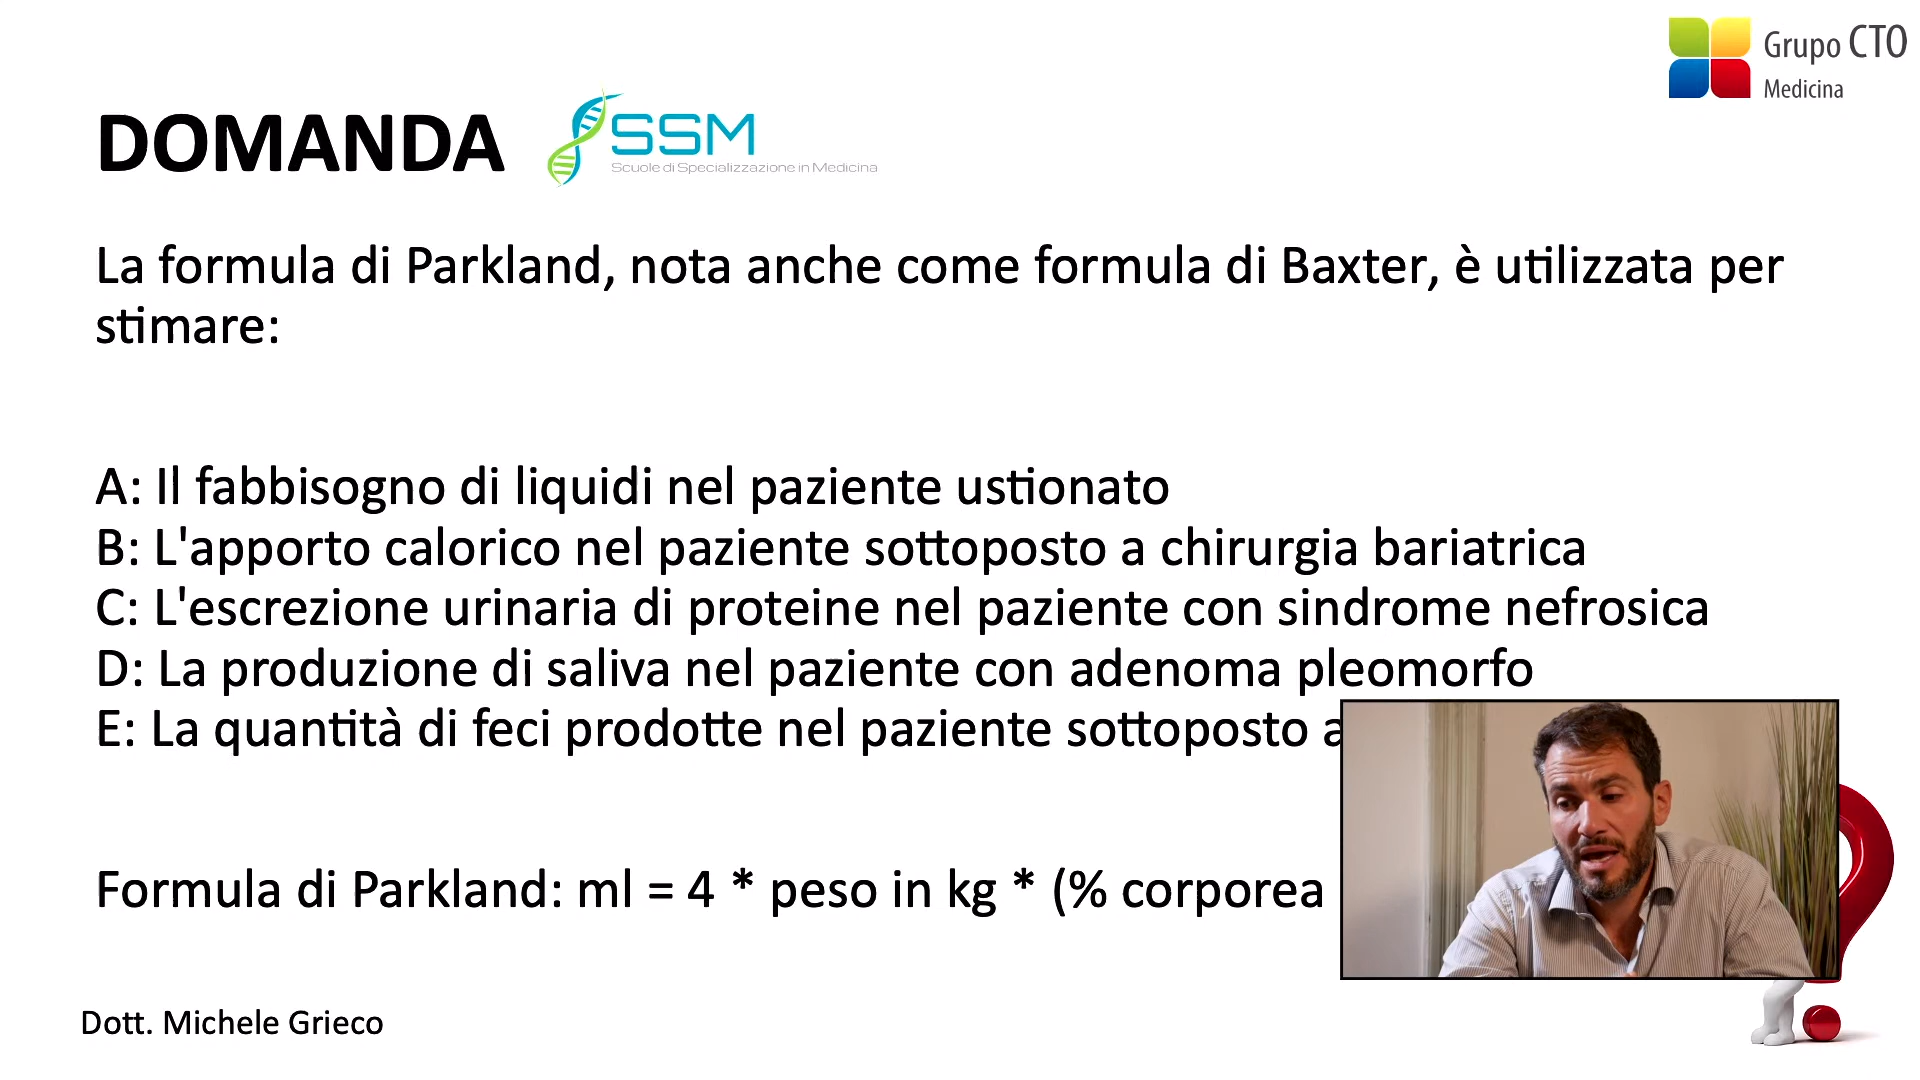 Grupo CTO
Medicina
DOMANDA
SSM
Scuole di Specializzazione in Medicina
La formula di Parkland, nota anche come formula di Baxter, è utilizzata per
stimare:
A: Il fabbisogno di liquidi nel paziente ustionato
B: L'apporto calorico nel paziente sottoposto a chirurgia bariatrica
C: L'escrezione urinaria di proteine nel paziente con sindrome nefrosica
D: La produzione di saliva nel paziente con adenoma pleomorfo
E: La quantità di feci prodotte nel paziente sottoposto a
Formula di Parkland: ml = 4 * peso in kg * (% corporea
Dott. Michele Grieco